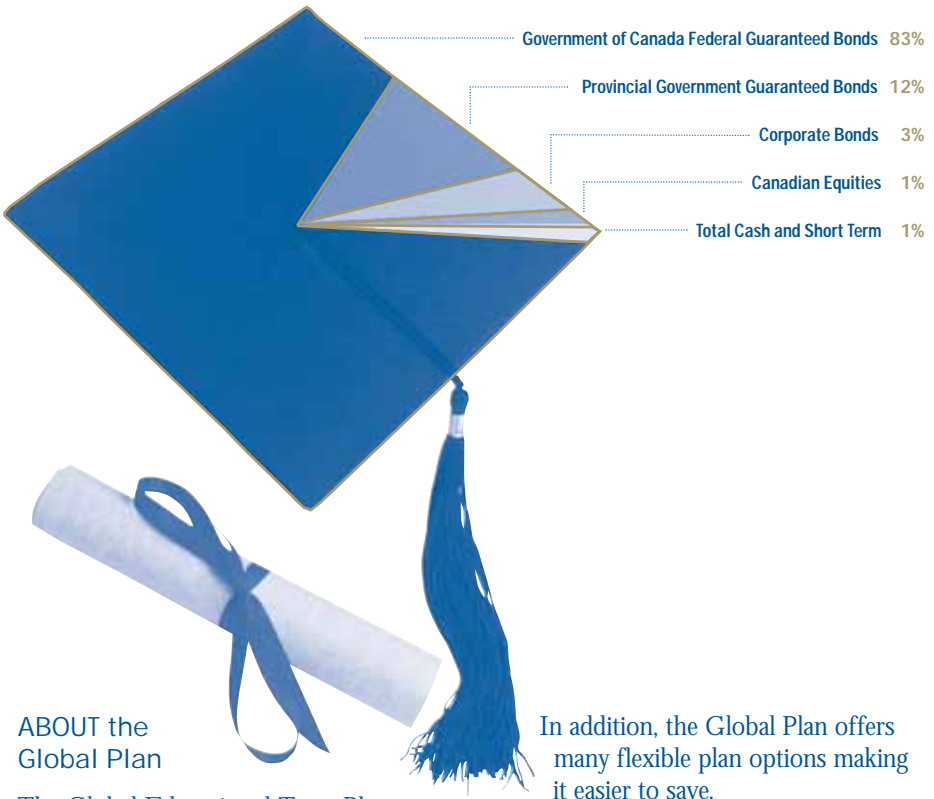 Government of Canada Federal Guaranteed Bonds 83%
Provincial Government Guaranteed Bonds 12%
Corporate Bonds 3%
Canadian Equities 1%
Total Cash and Short Term 1%
ABOUT the
Global Plan
In addition, the Global Plan offers
many flexible plan options making
it easier to save.